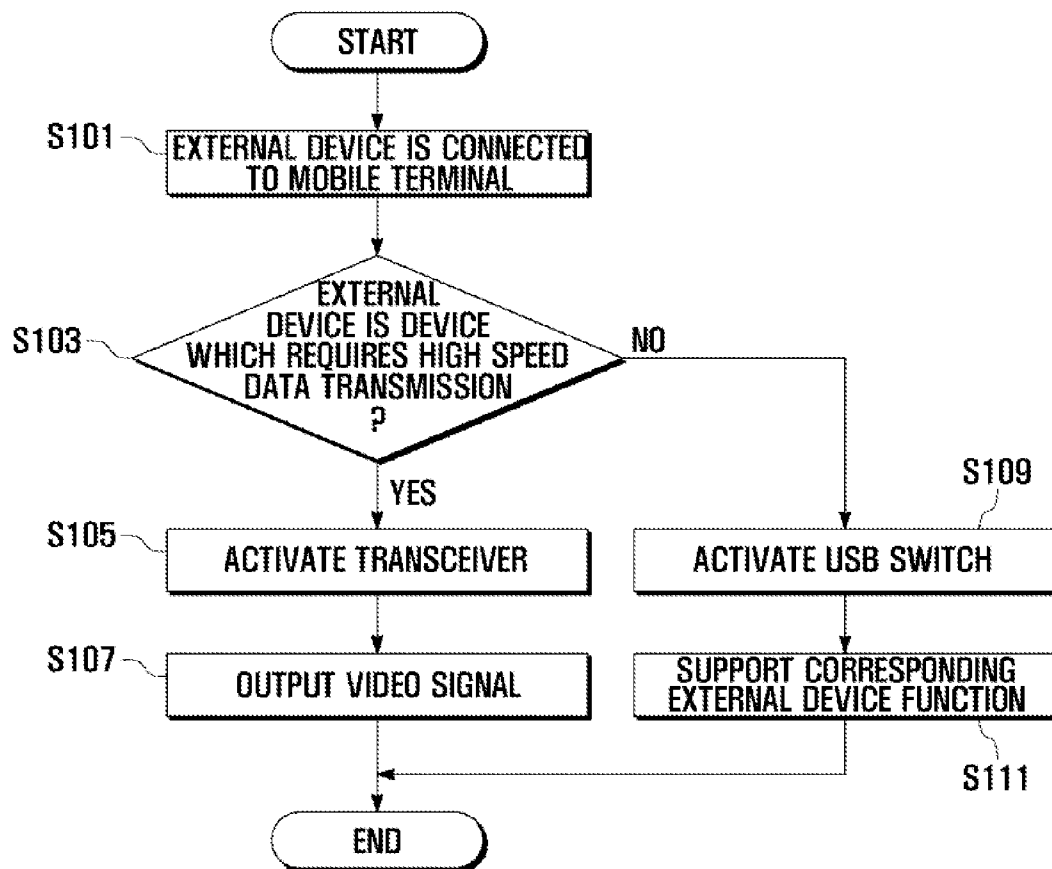 START
S101
EXTERNAL DEVICE IS CONNECTED
TO MOBILE TERMINAL
S103
EXTERNAL
DEVICE IS DEVICE
WHICH REQUIRES HIGH SPEED
DATA TRANSMISSION
?
NO
YES
S105
ACTIVATE TRANSCEIVER
S109
ACTIVATE USB SWITCH
S107
OUTPUT VIDEO SIGNAL
SUPPORT CORRESPONDING
EXTERNAL DEVICE FUNCTION
S111
END